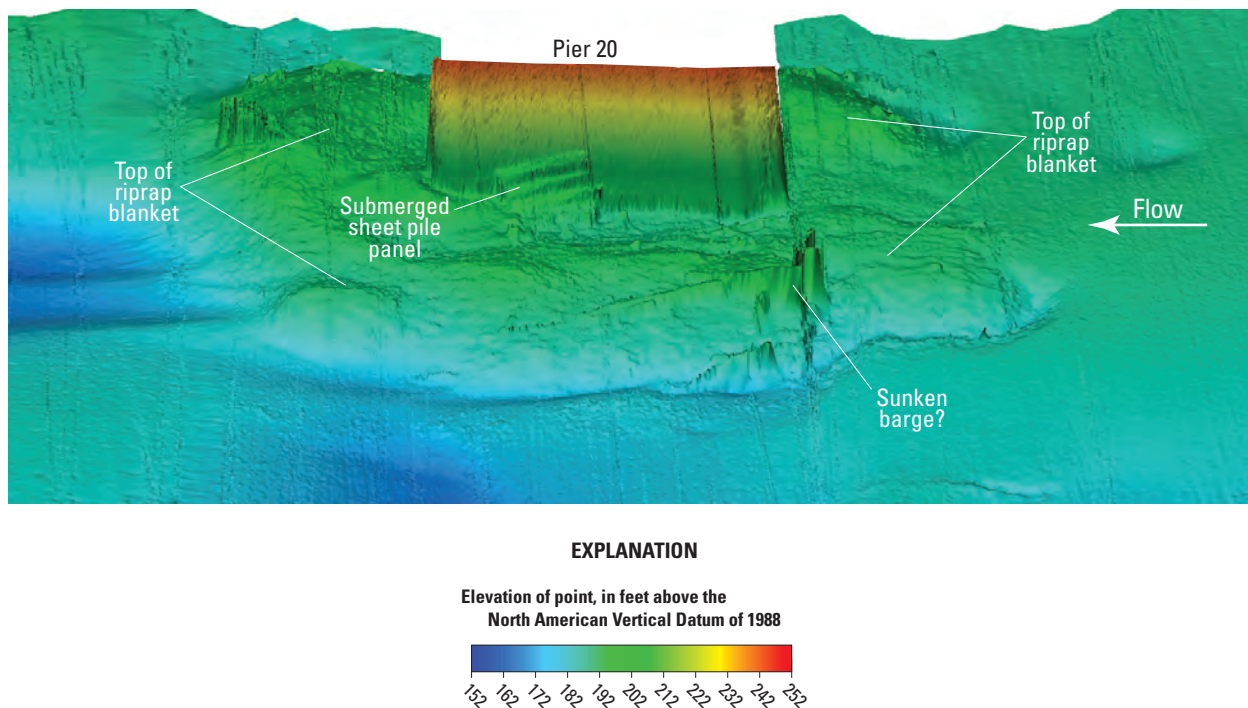 Pier 20
Top of
riprap
blanket
Submerged
sheet pile
panel
Top of
riprap
blanket
Flow
Sunken
barge?
EXPLANATION
Elevation of point, in feet above the
North American Vertical Datum of 1988
152 162 172 182 192 202 212 222 232 242 252